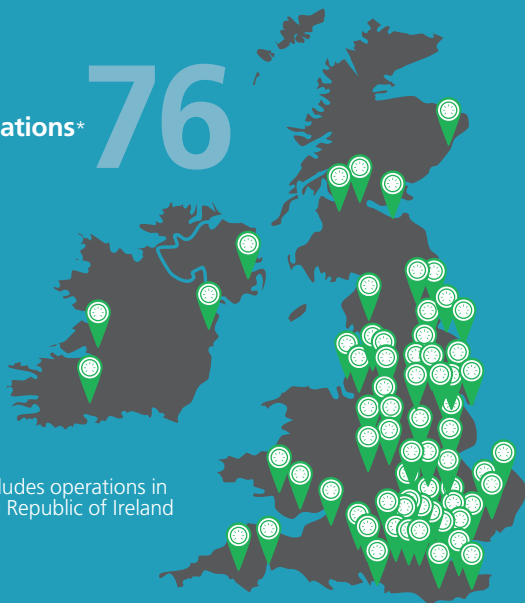 76
ations*
ludes operations in
Republic of Ireland